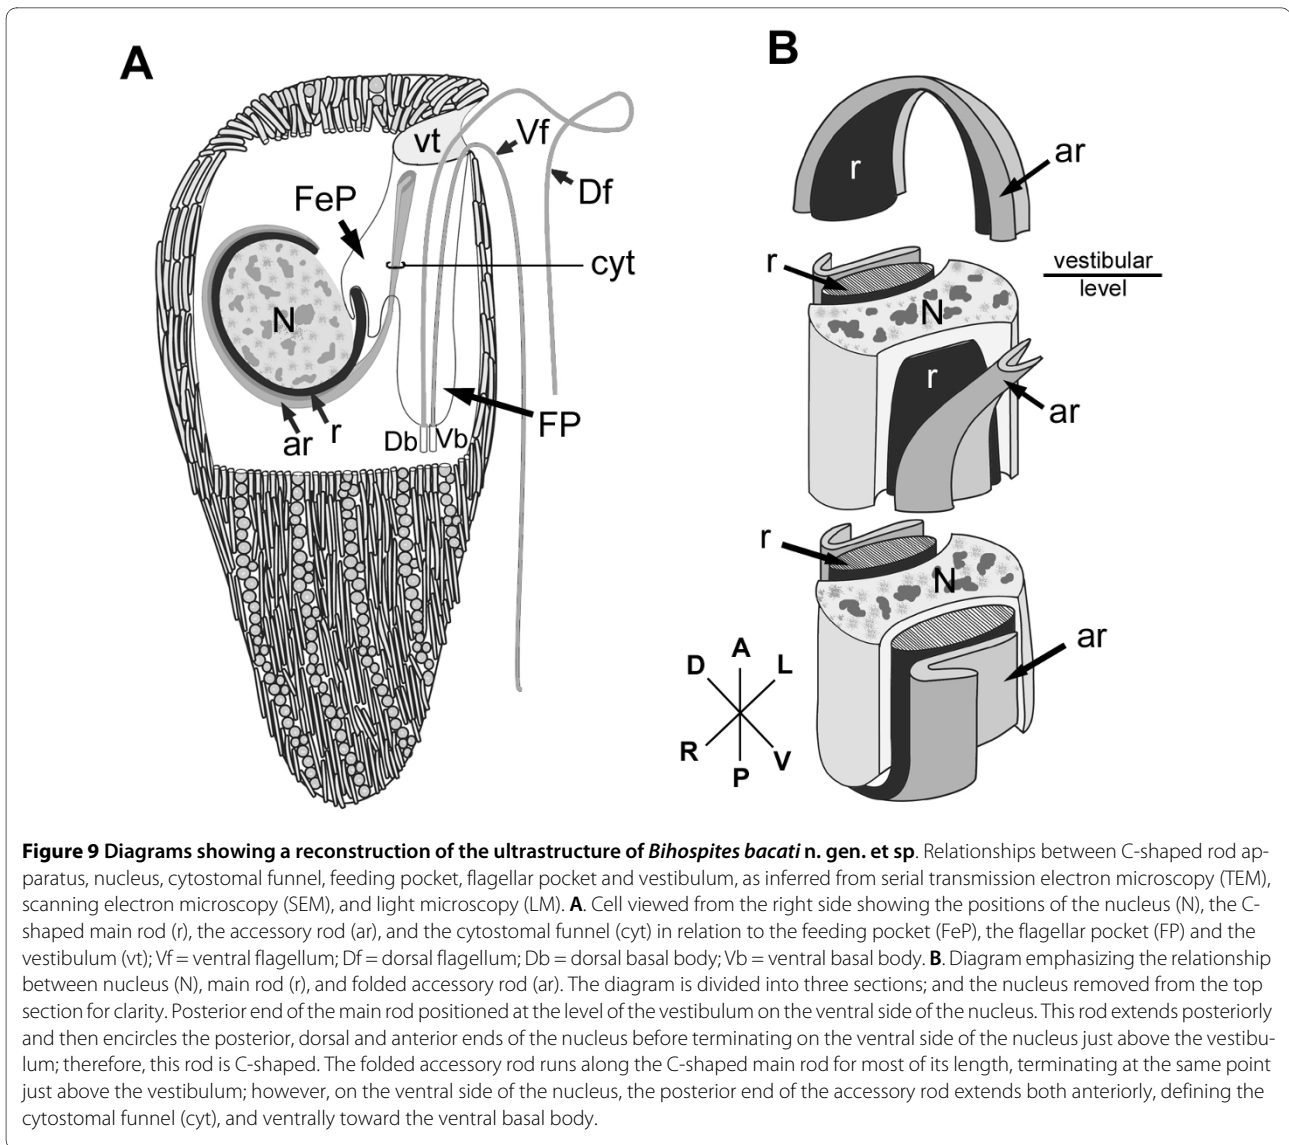 A
B
vt
Vf
Df
FeP
cyt
N
ar
r
Db
Vb
FP
r
ar
r
vestibular
level
N
r
ar
r
N
ar
A
D
L
R
V
P
Figure 9 Diagrams showing a reconstruction of the ultrastructure of Bihospites bacati n. gen. et sp. Relationships between C-shaped rod ap-
paratus, nucleus, cytostomal funnel, feeding pocket, flagellar pocket and vestibulum, as inferred from serial transmission electron microscopy (TEM),
scanning electron microscopy (SEM), and light microscopy (LM). A. Cell viewed from the right side showing the positions of the nucleus (N), the C-
shaped main rod (r), the accessory rod (ar), and the cytostomal funnel (cyt) in relation to the feeding pocket (FeP), the flagellar pocket (FP) and the
vestibulum (vt); Vf = ventral flagellum; Df = dorsal flagellum; Db = dorsal basal body; Vb = ventral basal body. B. Diagram emphasizing the relationship
between nucleus (N), main rod (r), and folded accessory rod (ar). The diagram is divided into three sections; and the nucleus removed from the top
section for clarity. Posterior end of the main rod positioned at the level of the vestibulum on the ventral side of the nucleus. This rod extends posteriorly
and then encircles the posterior, dorsal and anterior ends of the nucleus before terminating on the ventral side of the nucleus just above the vestibu-
lum; therefore, this rod is C-shaped. The folded accessory rod runs along the C-shaped main rod for most of its length, terminating at the same point
just above the vestibulum; however, on the ventral side of the nucleus, the posterior end of the accessory rod extends both anteriorly, defining the
cytostomal funnel (cyt), and ventrally toward the ventral basal body.